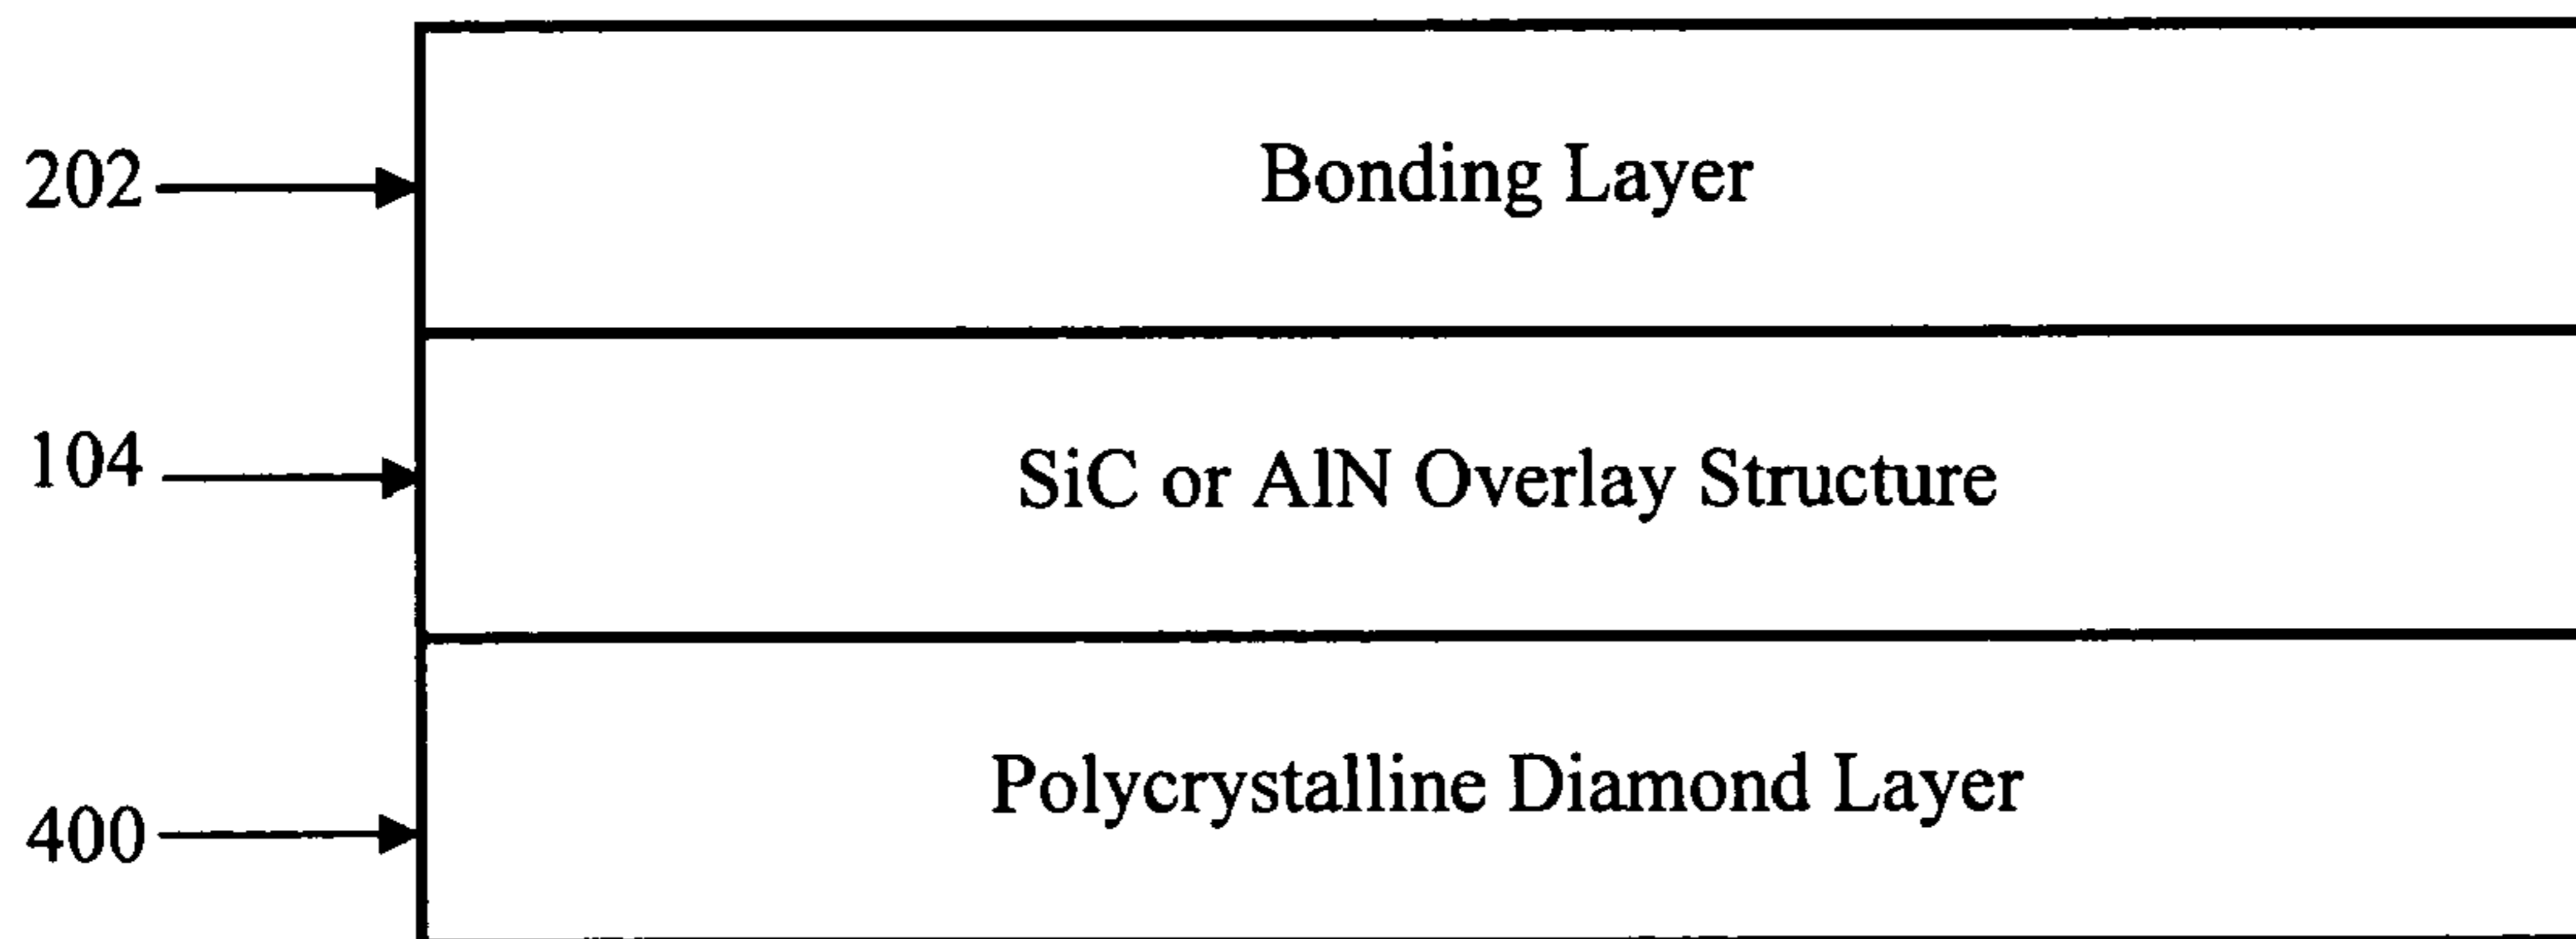 202 Bonding Layer
104 SiC or AlN Overlay Structure
400 Polycrystalline Diamond Layer